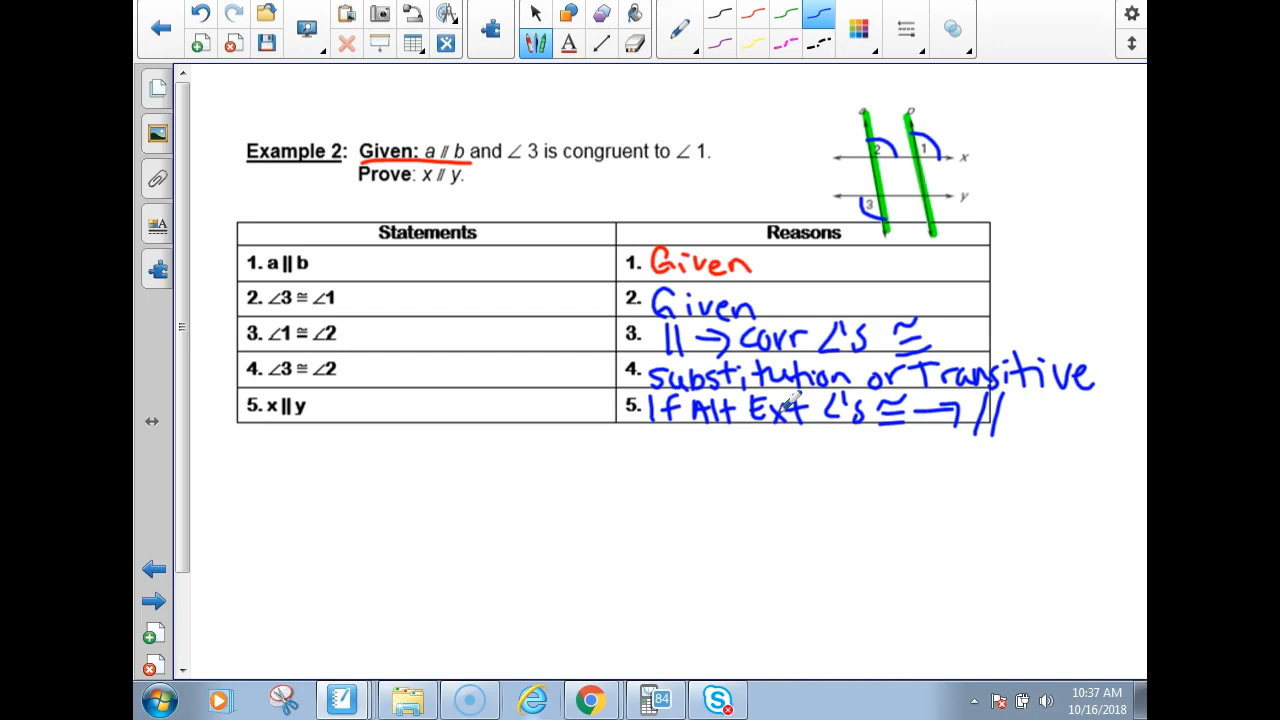 Example 2: Given: a // b and ∠ 3 is congruent to ∠ 1.
Prove: x // y.
a b
2 1 x
3 y
Statements Reasons
1. a || b 1. Given
2. ∠3 ≅ ∠1 2. Given
3. ∠1 ≅ ∠2 3. || → corr ∠'s ≅
4. ∠3 ≅ ∠2 4. substitution or Transitive
5. x || y 5. If Alt Ext ∠'s ≅ → //
84
10:37 AM
10/16/2018